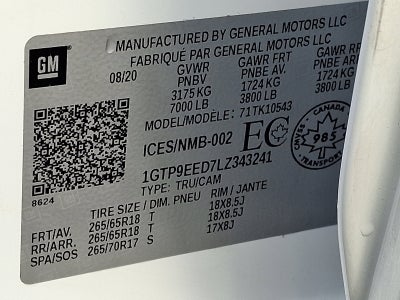 MANUFACTURED BY GENERAL MOTORS LLC
FABRIQUÉ PAR GENERAL MOTORS LLC
GM
08/20
GVWR GAWR FRT GAWR RR
PNBV PNBE AV. PNBE AR
3175 KG 1724 KG 1724 KG
7000 LB 3800 LB 3800 LB
MODEL/MODÈLE: 71TK10543
ICES/NMB-002 EC
CANADA
985
TRANSPORT
1GTP9EED7LZ343241
TYPE: TRU/CAM
8624
TIRE SIZE / DIM. PNEU RIM / JANTE
FRT/AV. 265/65R18 T 18X8,5J
RR/ARR. 265/65R18 T 18X8,5J
SPA/SOS 265/70R17 S 17X8J